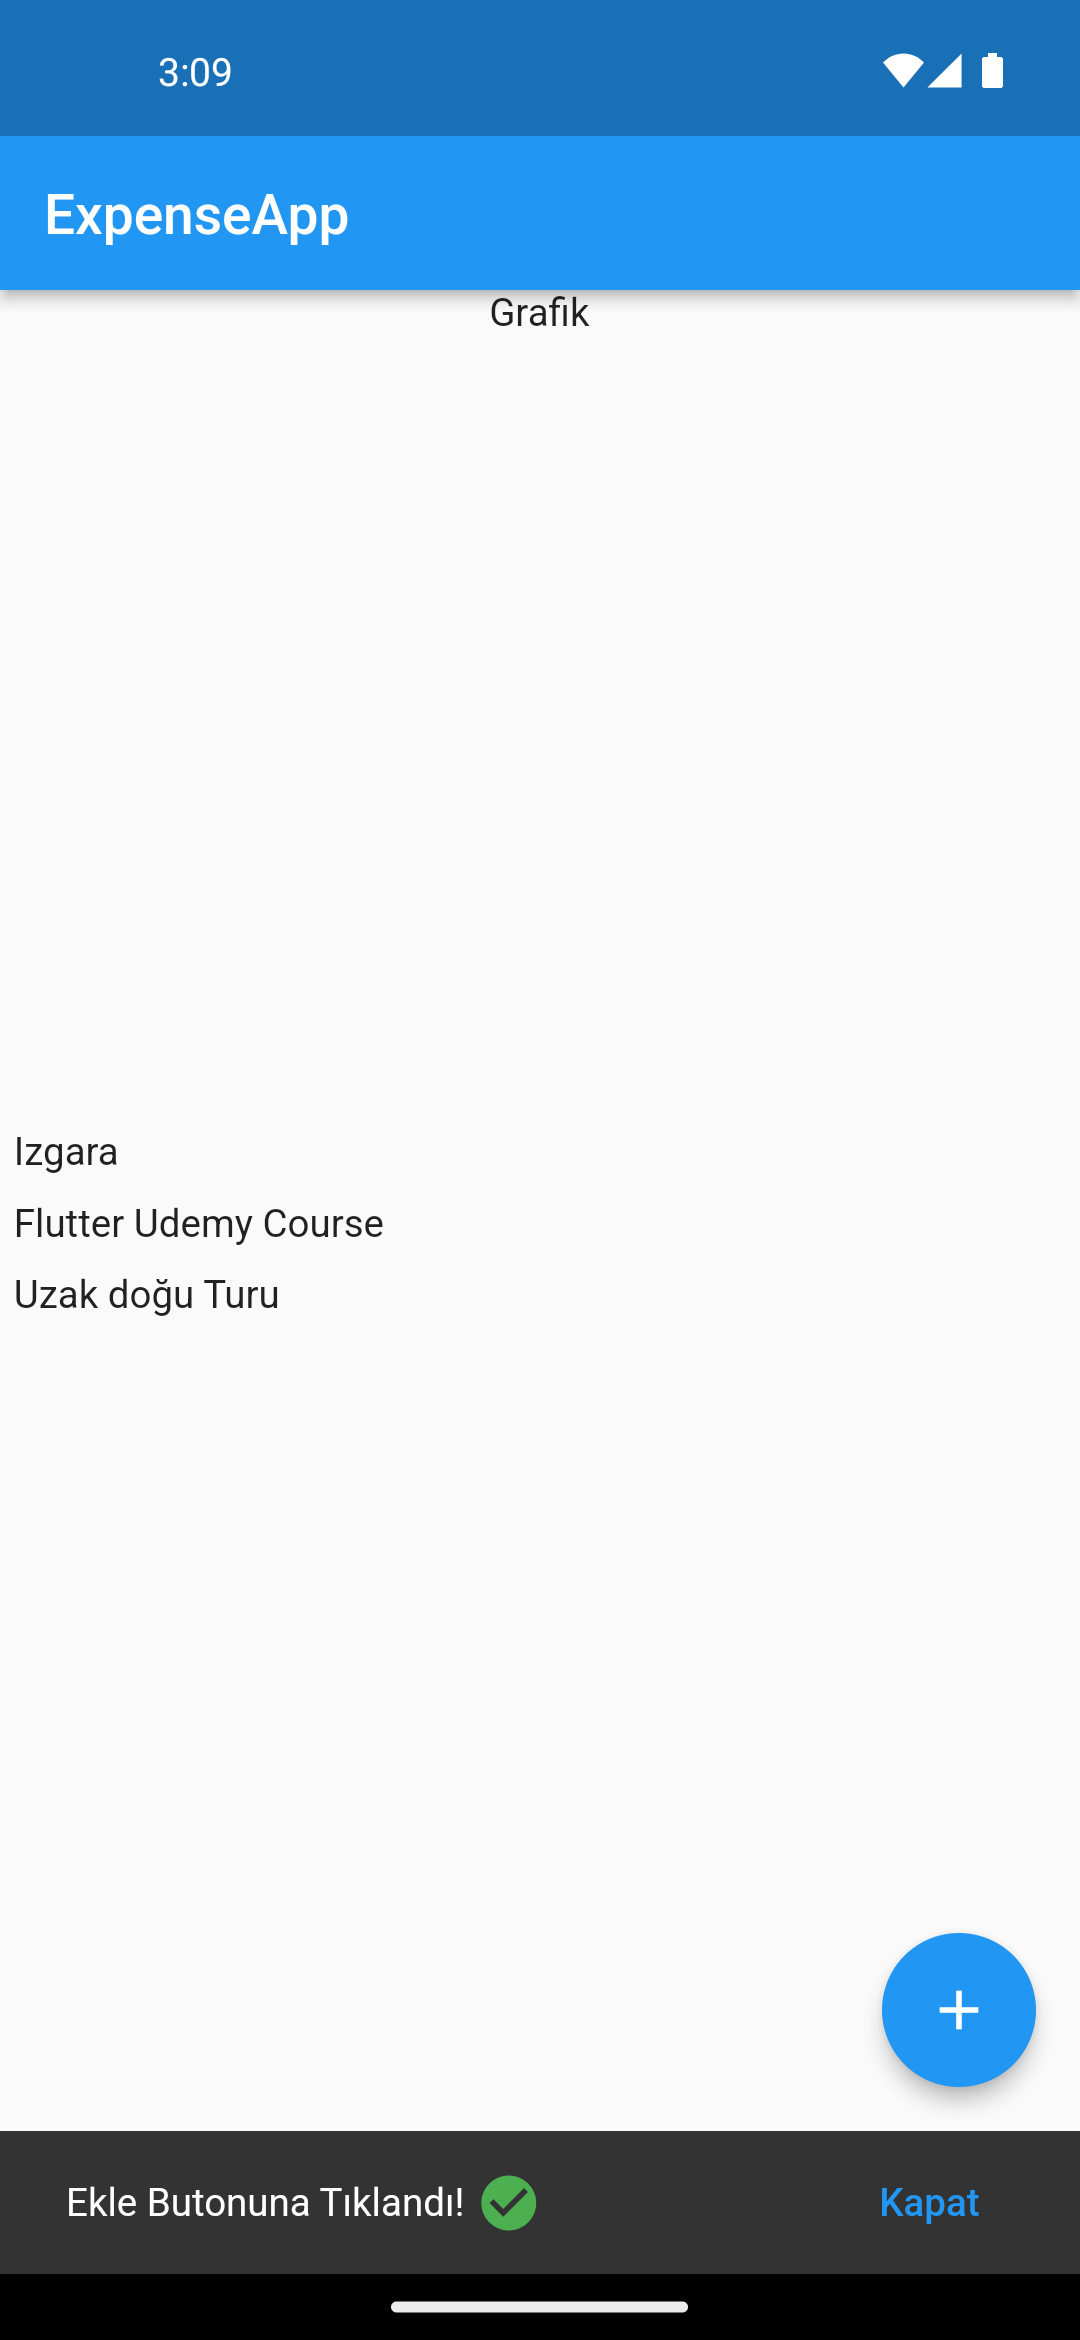 3:09
ExpenseApp
Grafik
Izgara
Flutter Udemy Course
Uzak doğu Turu
Ekle Butonuna Tıklandı!
Kapat